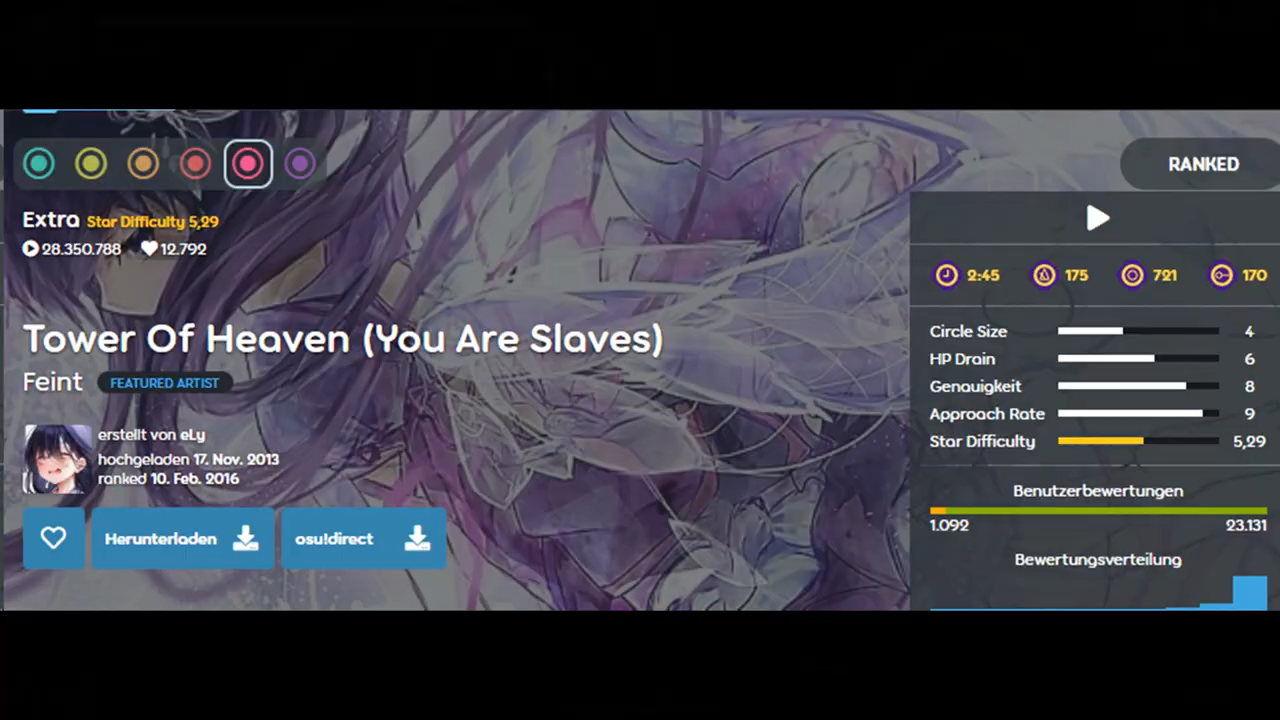 RANKED
Extra Star Difficulty 5,29
28.350.788 12.792
Tower Of Heaven (You Are Slaves)
Feint FEATURED ARTIST
erstellt von eLy
hochgeladen 17. Nov. 2013
ranked 10. Feb. 2016
Herunterladen osu!direct
2:45 175 721 170
Circle Size 4
HP Drain 6
Genauigkeit 8
Approach Rate 9
Star Difficulty 5,29
Benutzerbewertungen
1.092 23.131
Bewertungsverteilung